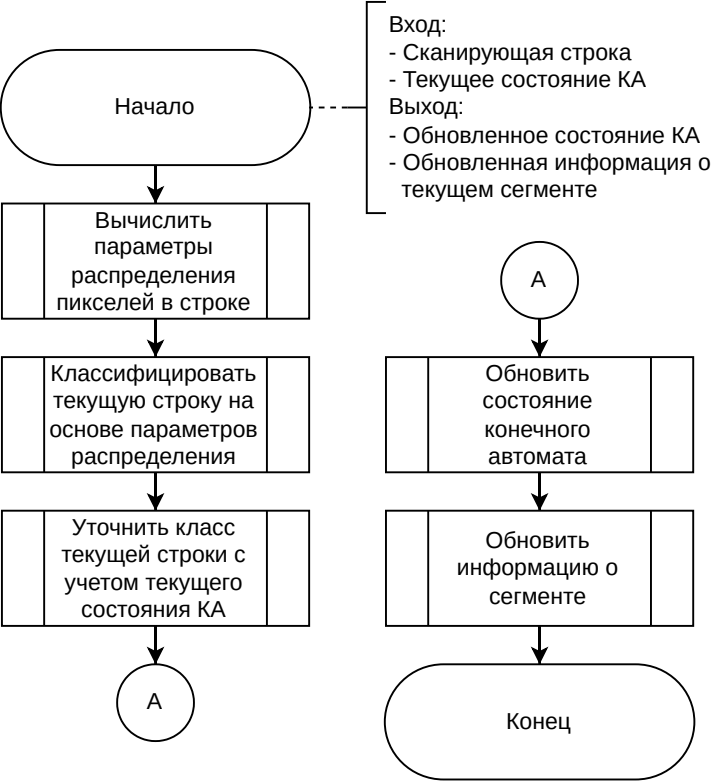 Начало
Вход:
- Сканирующая строка
- Текущее состояние КА
Выход:
- Обновленное состояние КА
- Обновленная информация о
текущем сегменте
Вычислить
параметры
распределения
пикселей в строке
Классифицировать
текущую строку на
основе параметров
распределения
Уточнить класс
текущей строки с
учетом текущего
состояния КА
А
А
Обновить
состояние
конечного
автомата
Обновить
информацию о
сегменте
Конец